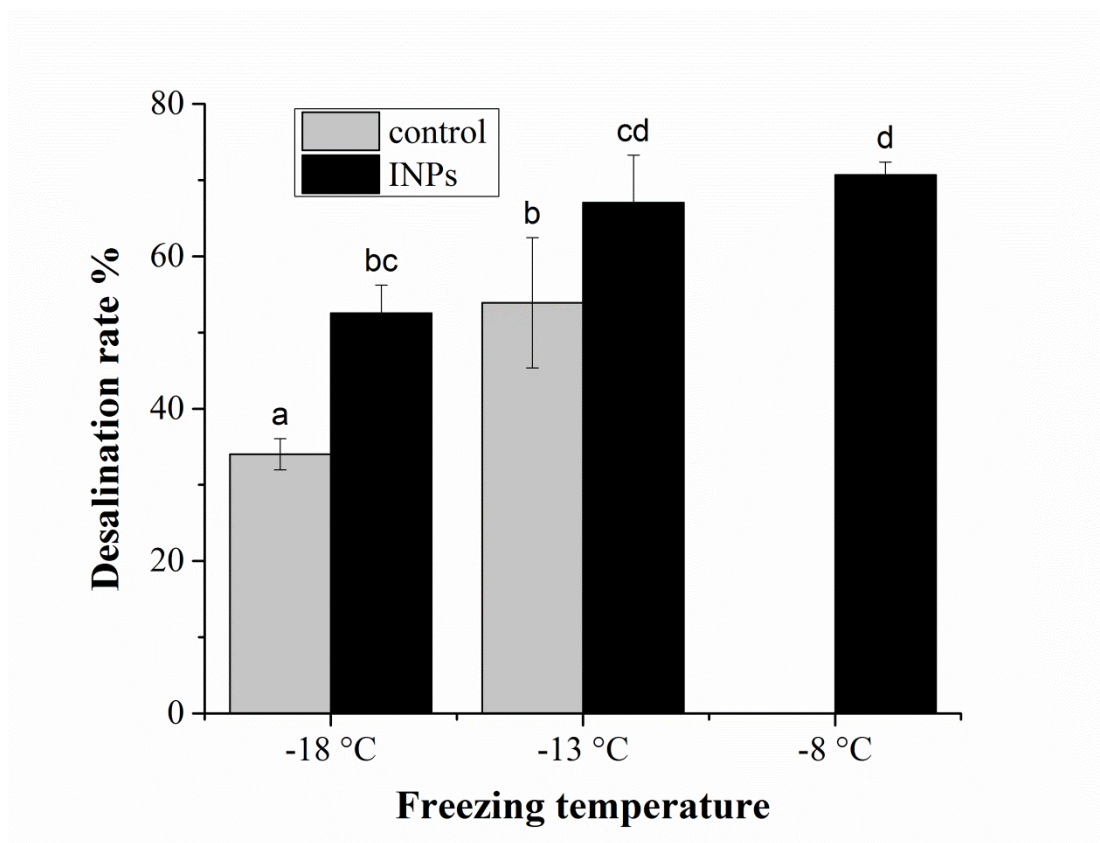 80
60
40
20
0
Desalination rate %
control
INPs
a
bc
b
cd
d
-18 °C
-13 °C
-8 °C
Freezing temperature